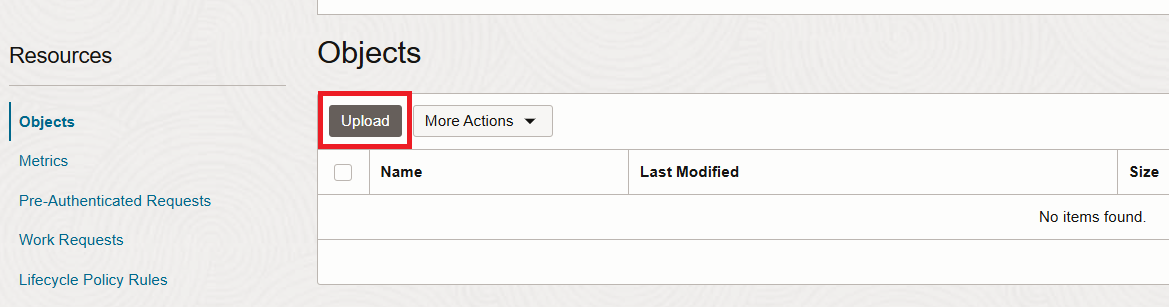 Resources
Objects
Metrics
Pre-Authenticated Requests
Work Requests
Lifecycle Policy Rules
Objects
Upload More Actions
Name Last Modified Size
No items found.